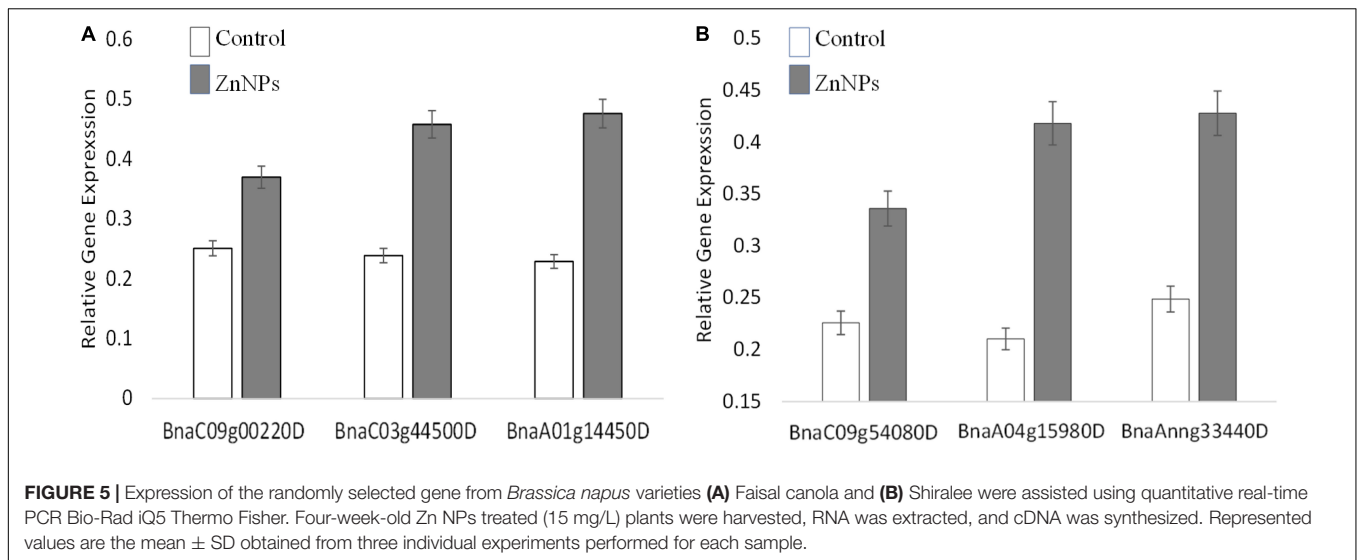 A
Control
ZnNPs
Relative Gene Exprexssion
0.6
0.5
0.4
0.3
0.2
0.1
0
BnaC09g00220D BnaC03g44500D BnaA01g14450D
B
Control
ZnNPs
Relative Gene Exprexssion
0.5
0.45
0.4
0.35
0.3
0.25
0.2
0.15
BnaC09g54080D BnaA04g15980D BnaAnng33440D
FIGURE 5 | Expression of the randomly selected gene from Brassica napus varieties (A) Faisal canola and (B) Shiralee were assisted using quantitative real-time
PCR Bio-Rad iQ5 Thermo Fisher. Four-week-old Zn NPs treated (15 mg/L) plants were harvested, RNA was extracted, and cDNA was synthesized. Represented
values are the mean ± SD obtained from three individual experiments performed for each sample.